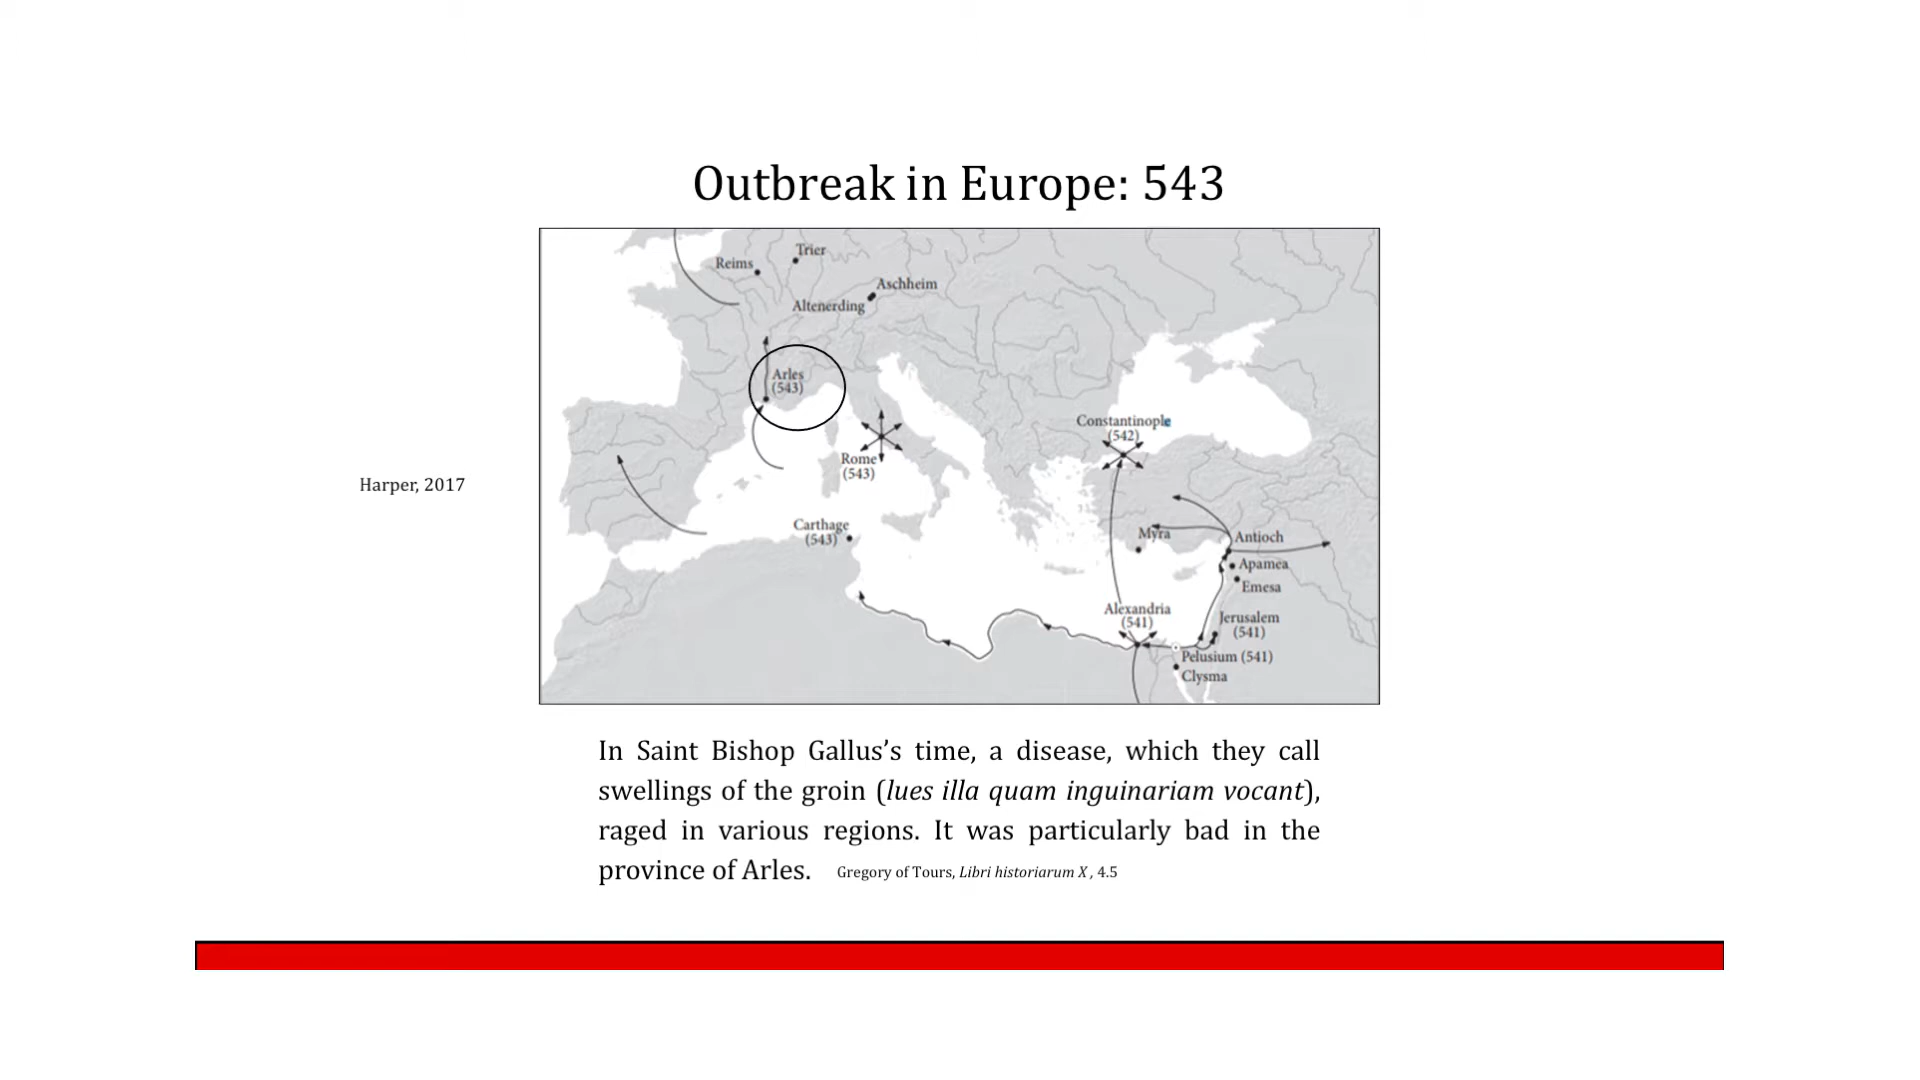 Outbreak in Europe: 543
Trier
Reims
Aschheim
Altenerding
Arles
(543)
Constantinople
(542)
Rome
(543)
Harper, 2017
Carthage
(543)
Myra
Antioch
Apamea
Emesa
Alexandria
(541)
Jerusalem
(541)
Pelusium (541)
Clysma
In Saint Bishop Gallus’s time, a disease, which they call
swellings of the groin (lues illa quam inguinariam vocant),
raged in various regions. It was particularly bad in the
province of Arles. Gregory of Tours, Libri historiarum X , 4.5